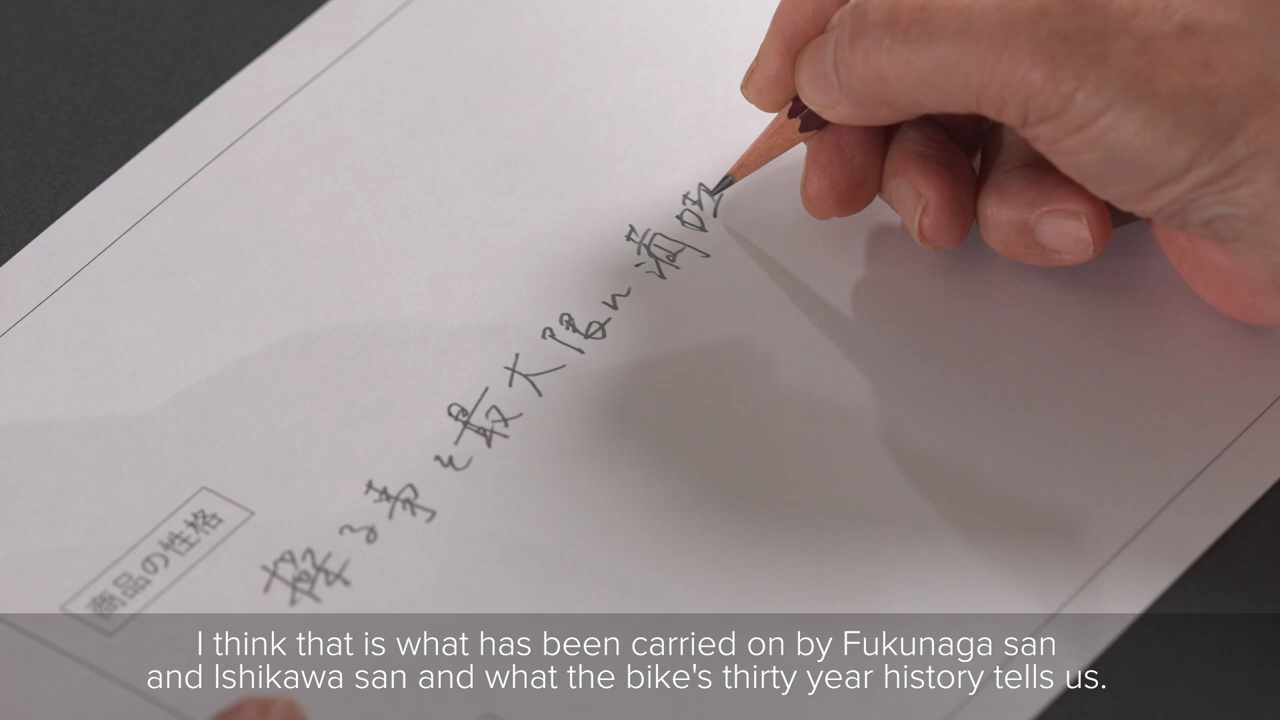 商品の性格
操る事を最大限に満
I think that is what has been carried on by Fukunaga san
and Ishikawa san and what the bike's thirty year history tells us.